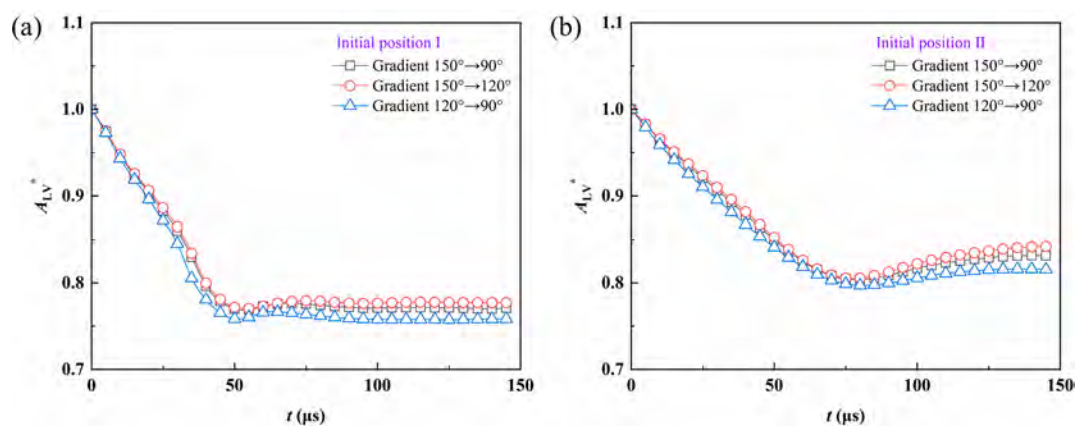 (a)
Initial position I
Gradient 150°→90°
Gradient 150°→120°
Gradient 120°→90°
1.1
1.0
0.9
0.8
0.7
A_LV*
0
50
100
150
t (μs)
(b)
Initial position II
Gradient 150°→90°
Gradient 150°→120°
Gradient 120°→90°
1.1
1.0
0.9
0.8
0.7
A_LV*
0
50
100
150
t (μs)